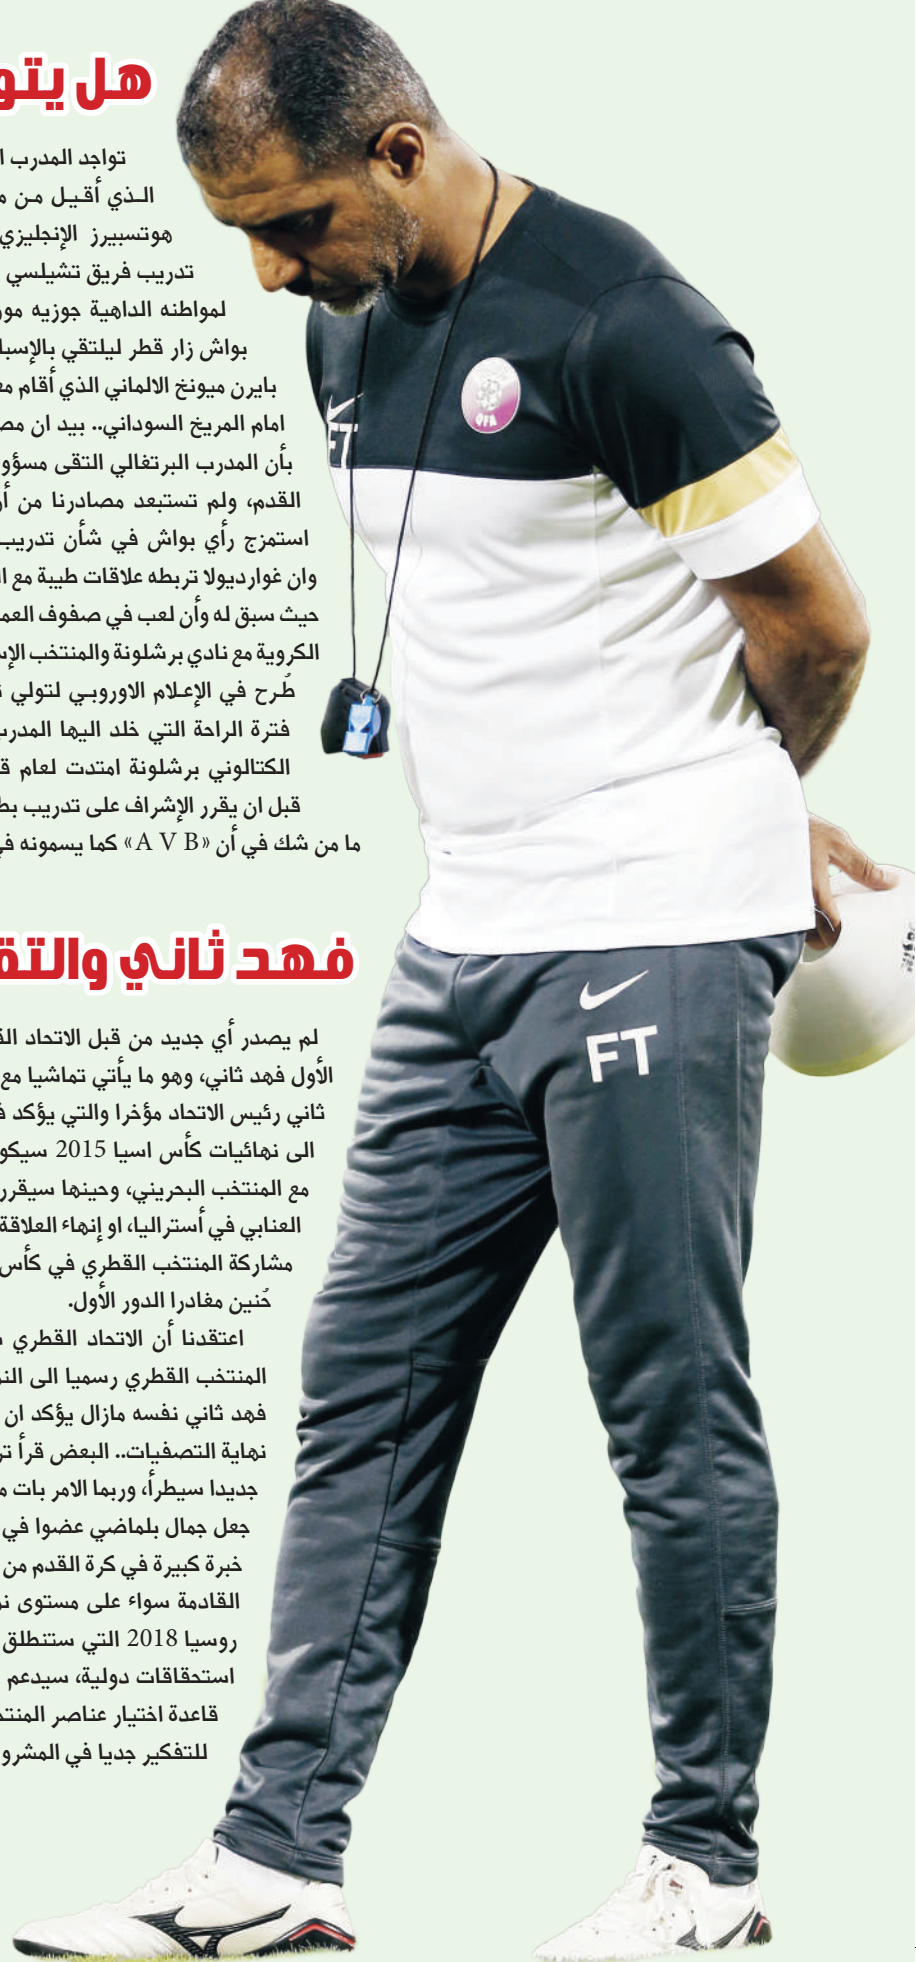 هل يتو
تواجد المدرب ا
الـذي أقـيـل مـن م
هوتسبيرز الإنجليزي
تدريب فريق تشيلسي
لمواطنه الداهية جوزيه مور
بواش زار قطر ليلتقي بالإسبا
بايرن ميونخ الالماني الذي أقام مع
امام المريخ السوداني.. بيد ان مص
بأن المدرب البرتغالي التقى مسؤو
القدم، ولم تستبعد مصادرنا من أن
استمزج رأي بواش في شأن تدريب
وان غوارديولا تربطه علاقات طيبة مع ا
حيث سبق له وأن لعب في صفوف العم
الكروية مع نادي برشلونة والمنتخب الإس
طُرح في الإعلام الاوروبي لتولي ت
فترة الراحة التي خلد اليها المدرب
الكتالوني برشلونة امتدت لعام ق
قبل ان يقرر الإشراف على تدريب بط
ما من شك في أن «A V B» كما يسمونه في
فهد ثاني والتق
لم يصدر أي جديد من قبل الاتحاد الق
الأول فهد ثاني، وهو ما يأتي تماشيا مع
ثاني رئيس الاتحاد مؤخرا والتي يؤكد ف
الى نهائيات كأس اسيا 2015 سيكو
مع المنتخب البحريني، وحينها سيقرر
العنابي في أستراليا، او إنهاء العلاقة
مشاركة المنتخب القطري في كأس
حُنين مغادرا الدور الأول.
اعتقدنا أن الاتحاد القطري س
المنتخب القطري رسميا الى الن
فهد ثاني نفسه مازال يؤكد ان
نهاية التصفيات.. البعض قرأ تر
جديدا سيطرأ، وربما الامر بات م
جعل جمال بلماضي عضوا في
خبرة كبيرة في كرة القدم من
القادمة سواء على مستوى نه
روسيا 2018 التي ستنطلق
استحقاقات دولية، سيدعم
قاعدة اختيار عناصر المنتخ
للتفكير جديا في المشرو
QFA
FT
FT